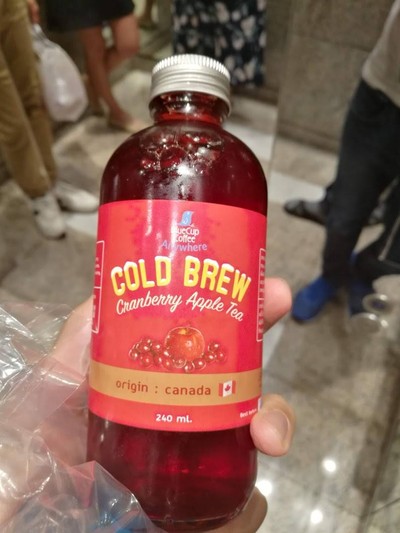 BlueCup
Coffee
Anywhere
COLD BREW
Cranberry Apple Tea
origin : canada
240 ml.